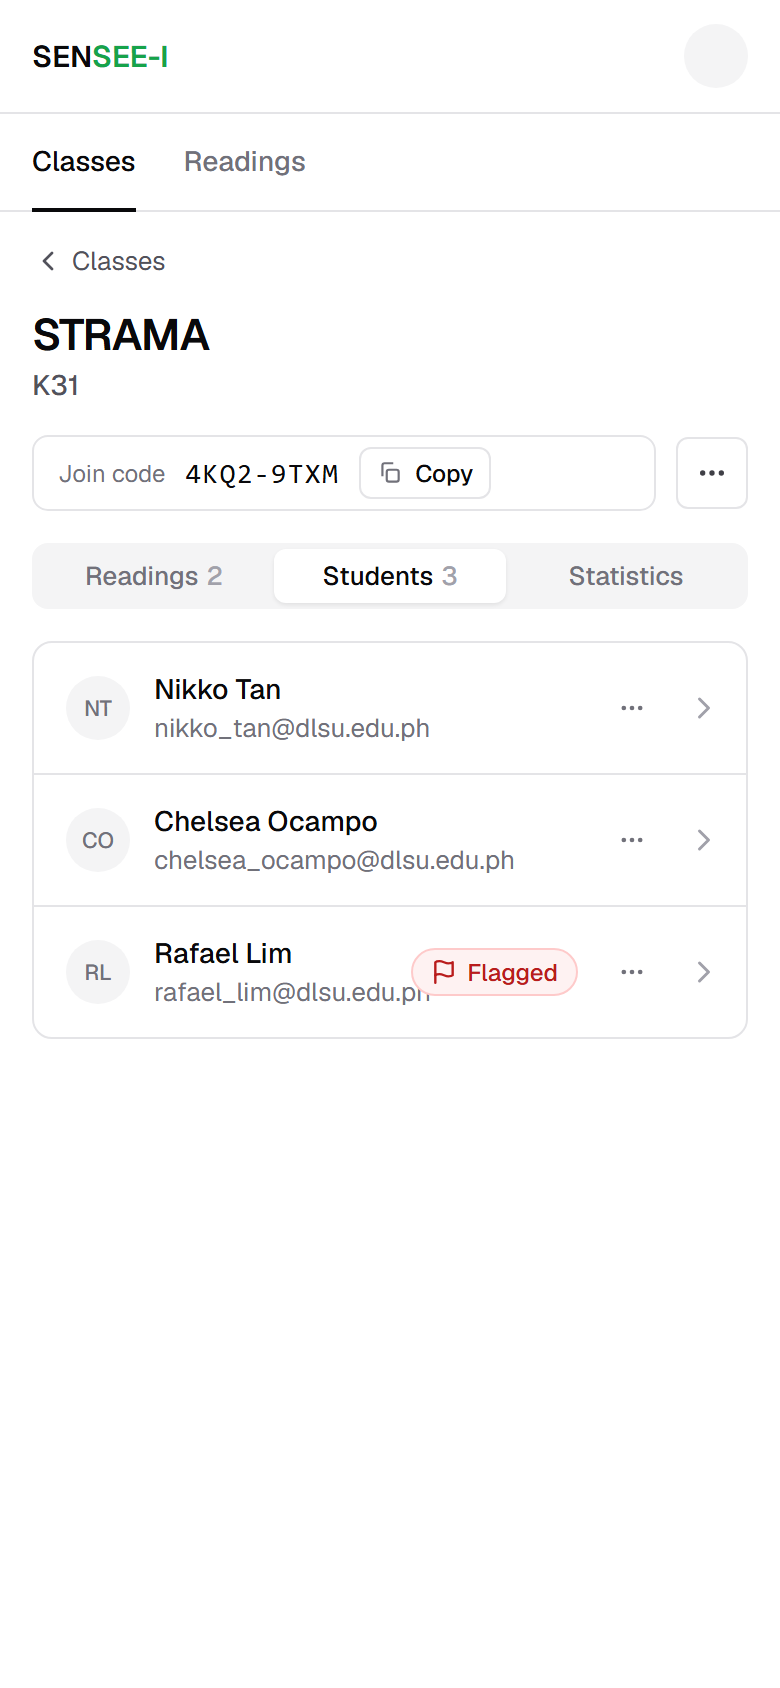 SENSEE-I
Classes Readings
Classes
STRAMA
K31
Join code 4KQ2-9TXM Copy
Readings 2 Students 3 Statistics
NT Nikko Tan
nikko_tan@dlsu.edu.ph
CO Chelsea Ocampo
chelsea_ocampo@dlsu.edu.ph
RL Rafael Lim Flagged
rafael_lim@dlsu.edu.ph